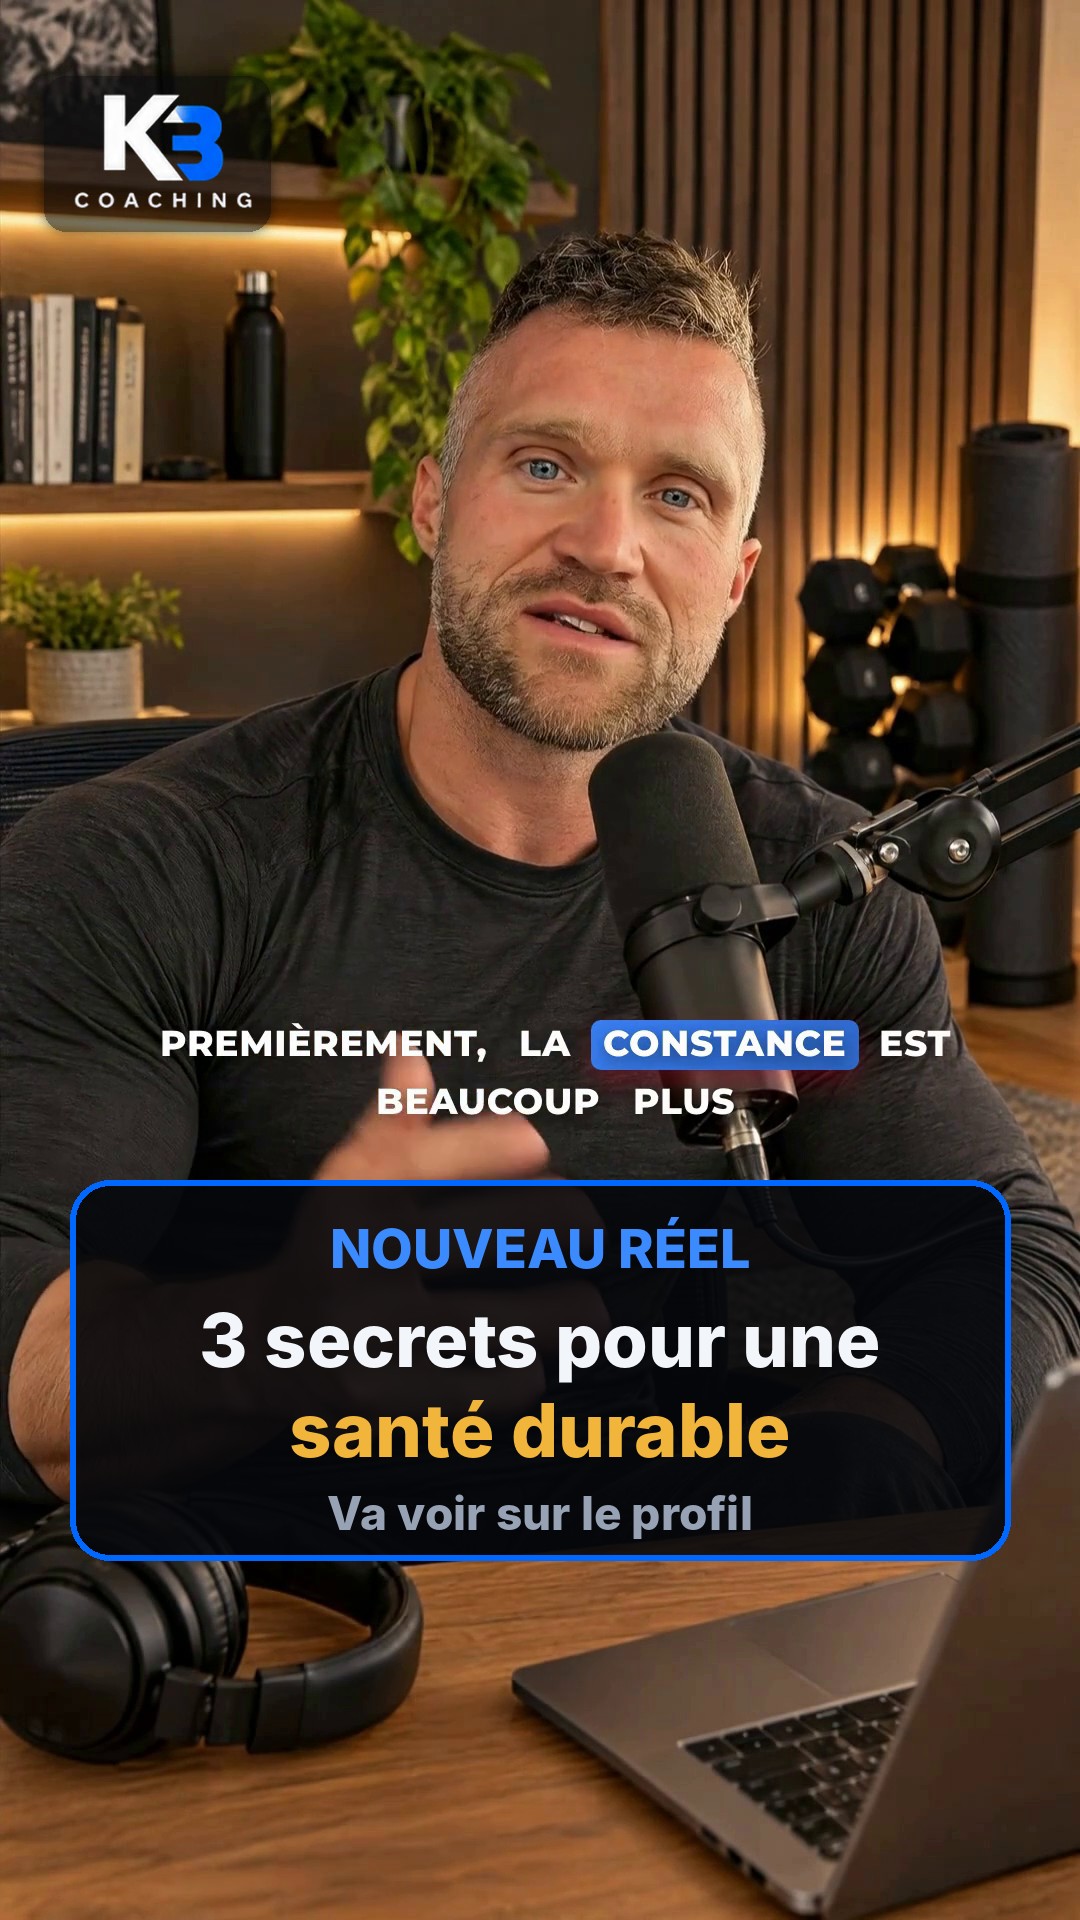 KB
COACHING
PREMIÈREMENT, LA CONSTANCE EST
BEAUCOUP PLUS
NOUVEAU RÉEL
3 secrets pour une
santé durable
Va voir sur le profil